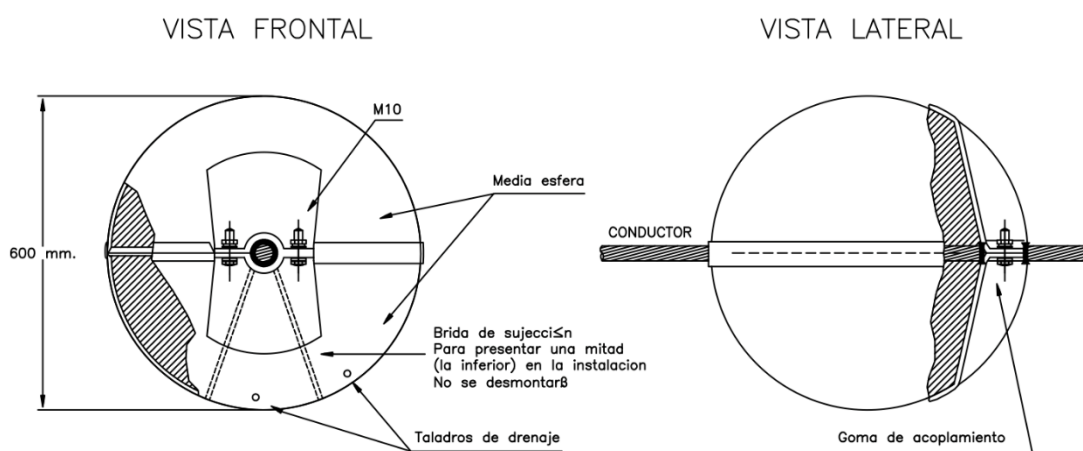 VISTA FRONTAL
VISTA LATERAL
M10
Media esfera
600 mm.
CONDUCTOR
Brida de sujecci≤n
Para presentar una mitad
(la inferior) en la instalacion
No se desmontarß
Taladros de drenaje
Goma de acoplamiento